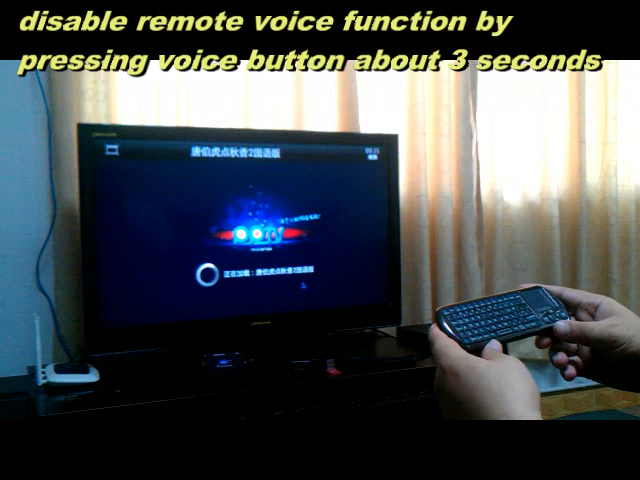 disable remote voice function by
pressing voice button about 3 seconds
唐伯虎点秋香2国语版
正在加载：唐伯虎点秋香2国语版